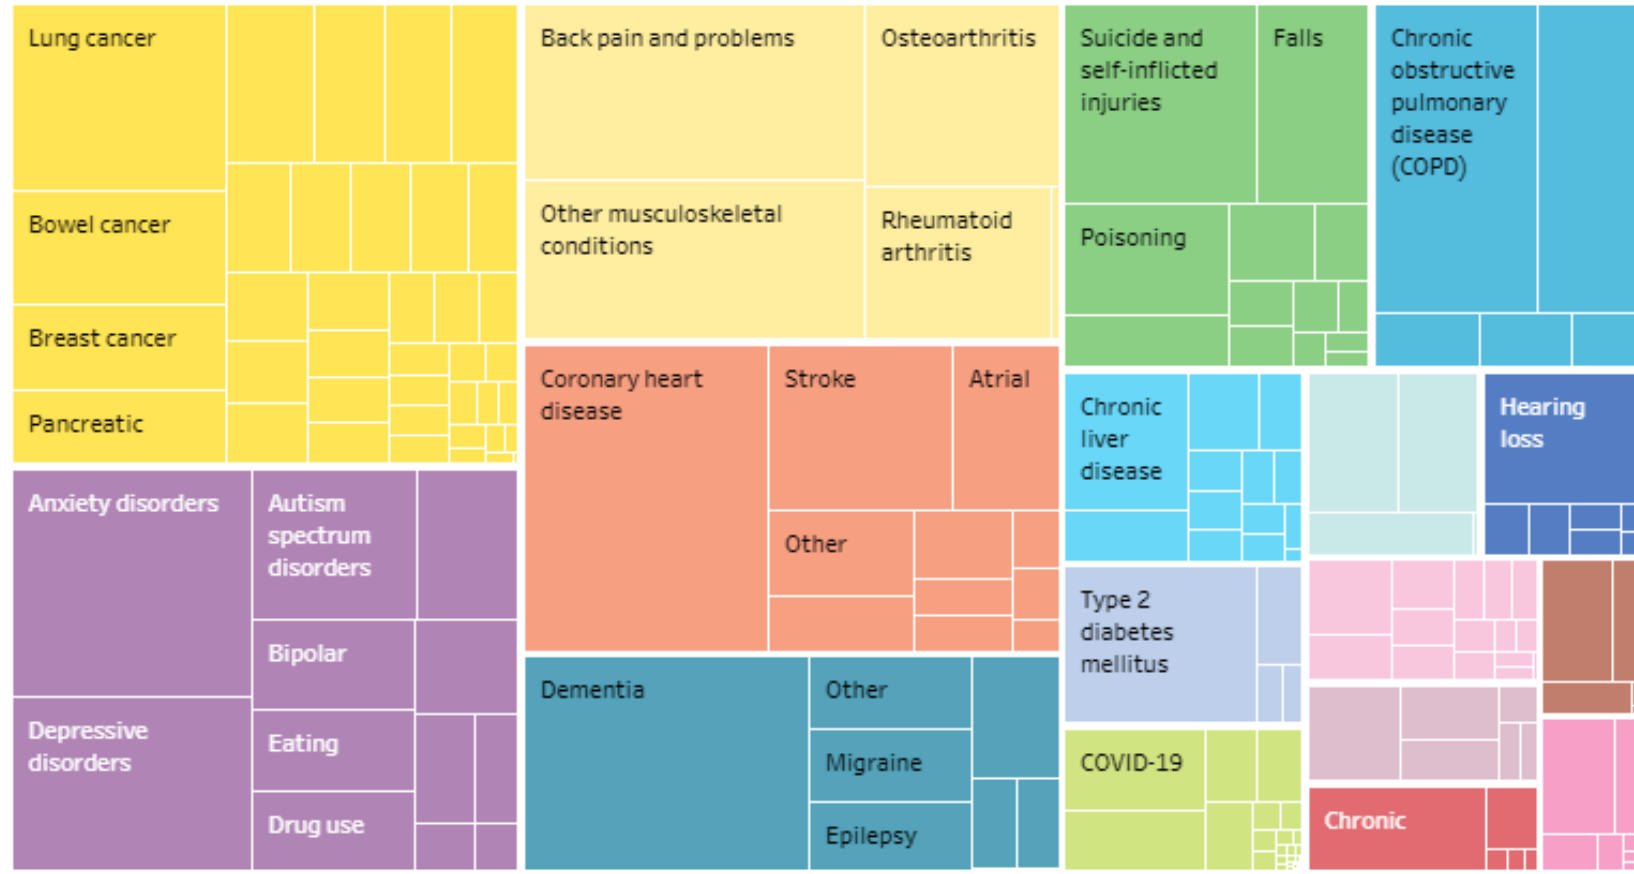 Lung cancer
Bowel cancer
Breast cancer
Pancreatic
Anxiety disorders
Depressive
disorders
Autism
spectrum
disorders
Bipolar
Eating
Drug use
Back pain and problems
Other musculoskeletal
conditions
Osteoarthritis
Rheumatoid
arthritis
Coronary heart
disease
Stroke
Atrial
Other
Dementia
Other
Migraine
Epilepsy
Suicide and
self-inflicted
injuries
Falls
Poisoning
Chronic
obstructive
pulmonary
disease
(COPD)
Chronic
liver
disease
Hearing
loss
Type 2
diabetes
mellitus
COVID-19
Chronic